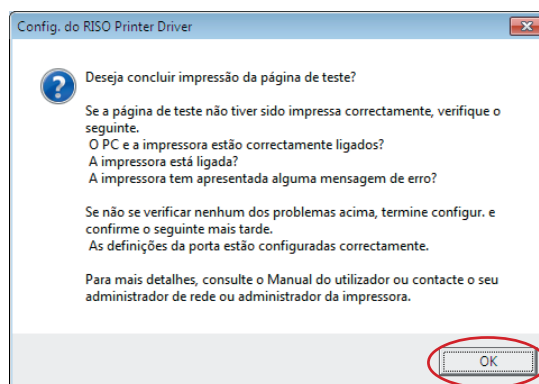 Config. do RISO Printer Driver
Deseja concluir impressão da página de teste?
Se a página de teste não tiver sido impressa correctamente, verifique o
seguinte.
O PC e a impressora estão correctamente ligados?
A impressora está ligada?
A impressora tem apresentada alguma mensagem de erro?
Se não se verificar nenhum dos problemas acima, termine configur. e
confirme o seguinte mais tarde.
As definições da porta estão configuradas correctamente.
Para mais detalhes, consulte o Manual do utilizador ou contacte o seu
administrador de rede ou administrador da impressora.
OK